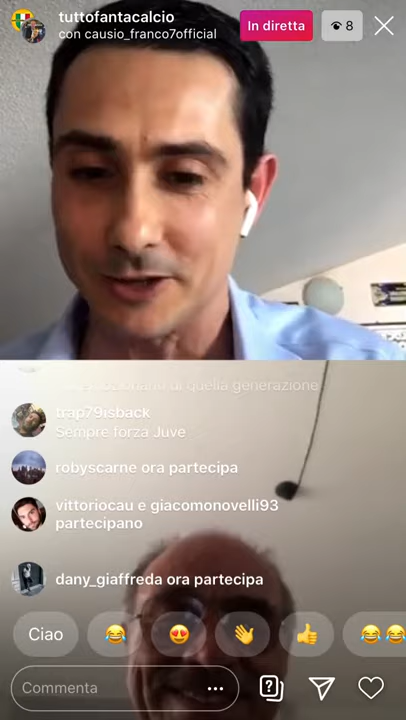 tuttofantacalcio
con causio_franco7official
In diretta
8
emozionano di quella generazione
trap79isback
Sempre forza Juve
robyscarne ora partecipa
vittoriocau e giacomonovelli93
partecipano
dany_giaffreda ora partecipa
Ciao
Commenta